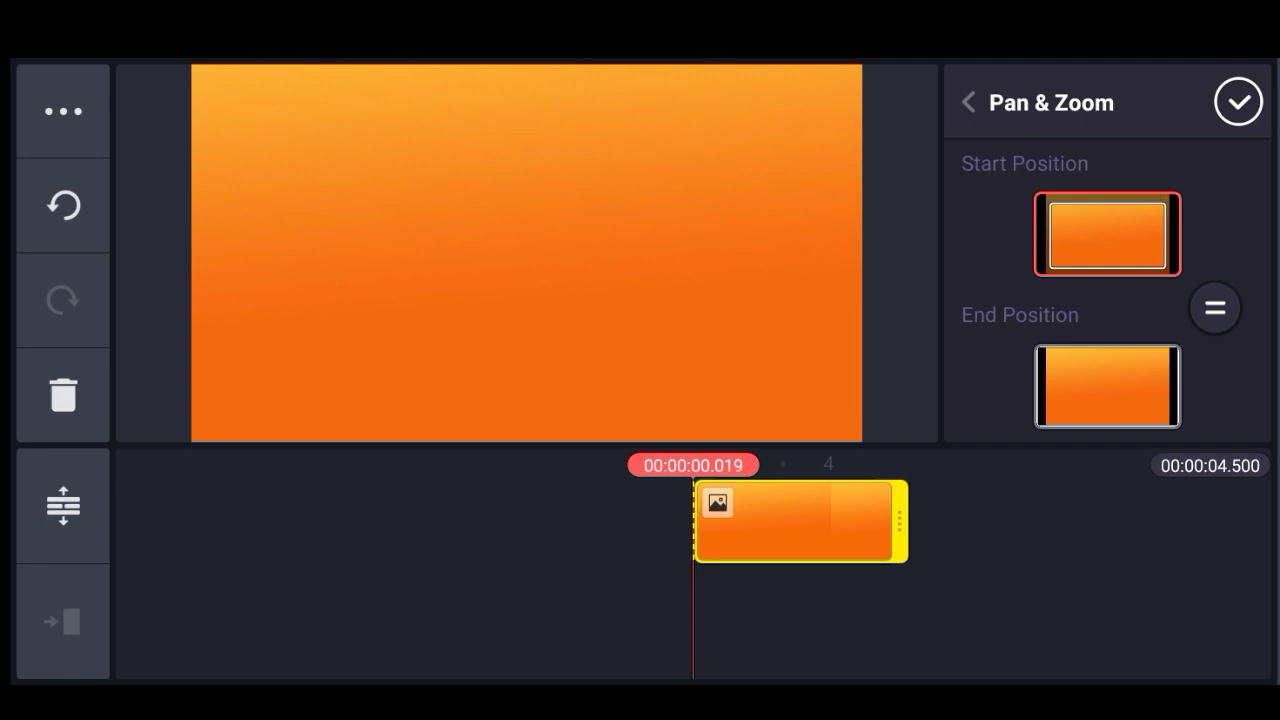 Pan & Zoom
Start Position
End Position
00:00:00.019
4
00:00:04.500